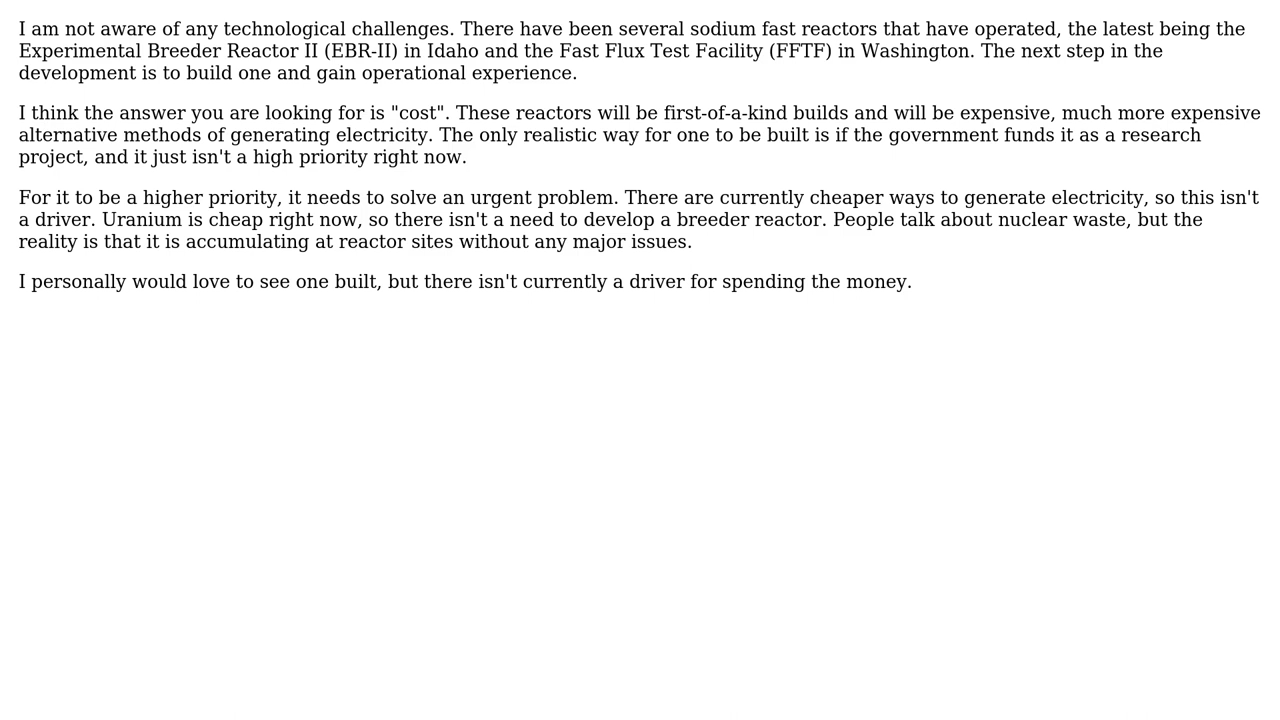 I am not aware of any technological challenges. There have been several sodium fast reactors that have operated, the latest being the
Experimental Breeder Reactor II (EBR-II) in Idaho and the Fast Flux Test Facility (FFTF) in Washington. The next step in the
development is to build one and gain operational experience.
I think the answer you are looking for is "cost". These reactors will be first-of-a-kind builds and will be expensive, much more expensive
alternative methods of generating electricity. The only realistic way for one to be built is if the government funds it as a research
project, and it just isn't a high priority right now.
For it to be a higher priority, it needs to solve an urgent problem. There are currently cheaper ways to generate electricity, so this isn't
a driver. Uranium is cheap right now, so there isn't a need to develop a breeder reactor. People talk about nuclear waste, but the
reality is that it is accumulating at reactor sites without any major issues.
I personally would love to see one built, but there isn't currently a driver for spending the money.